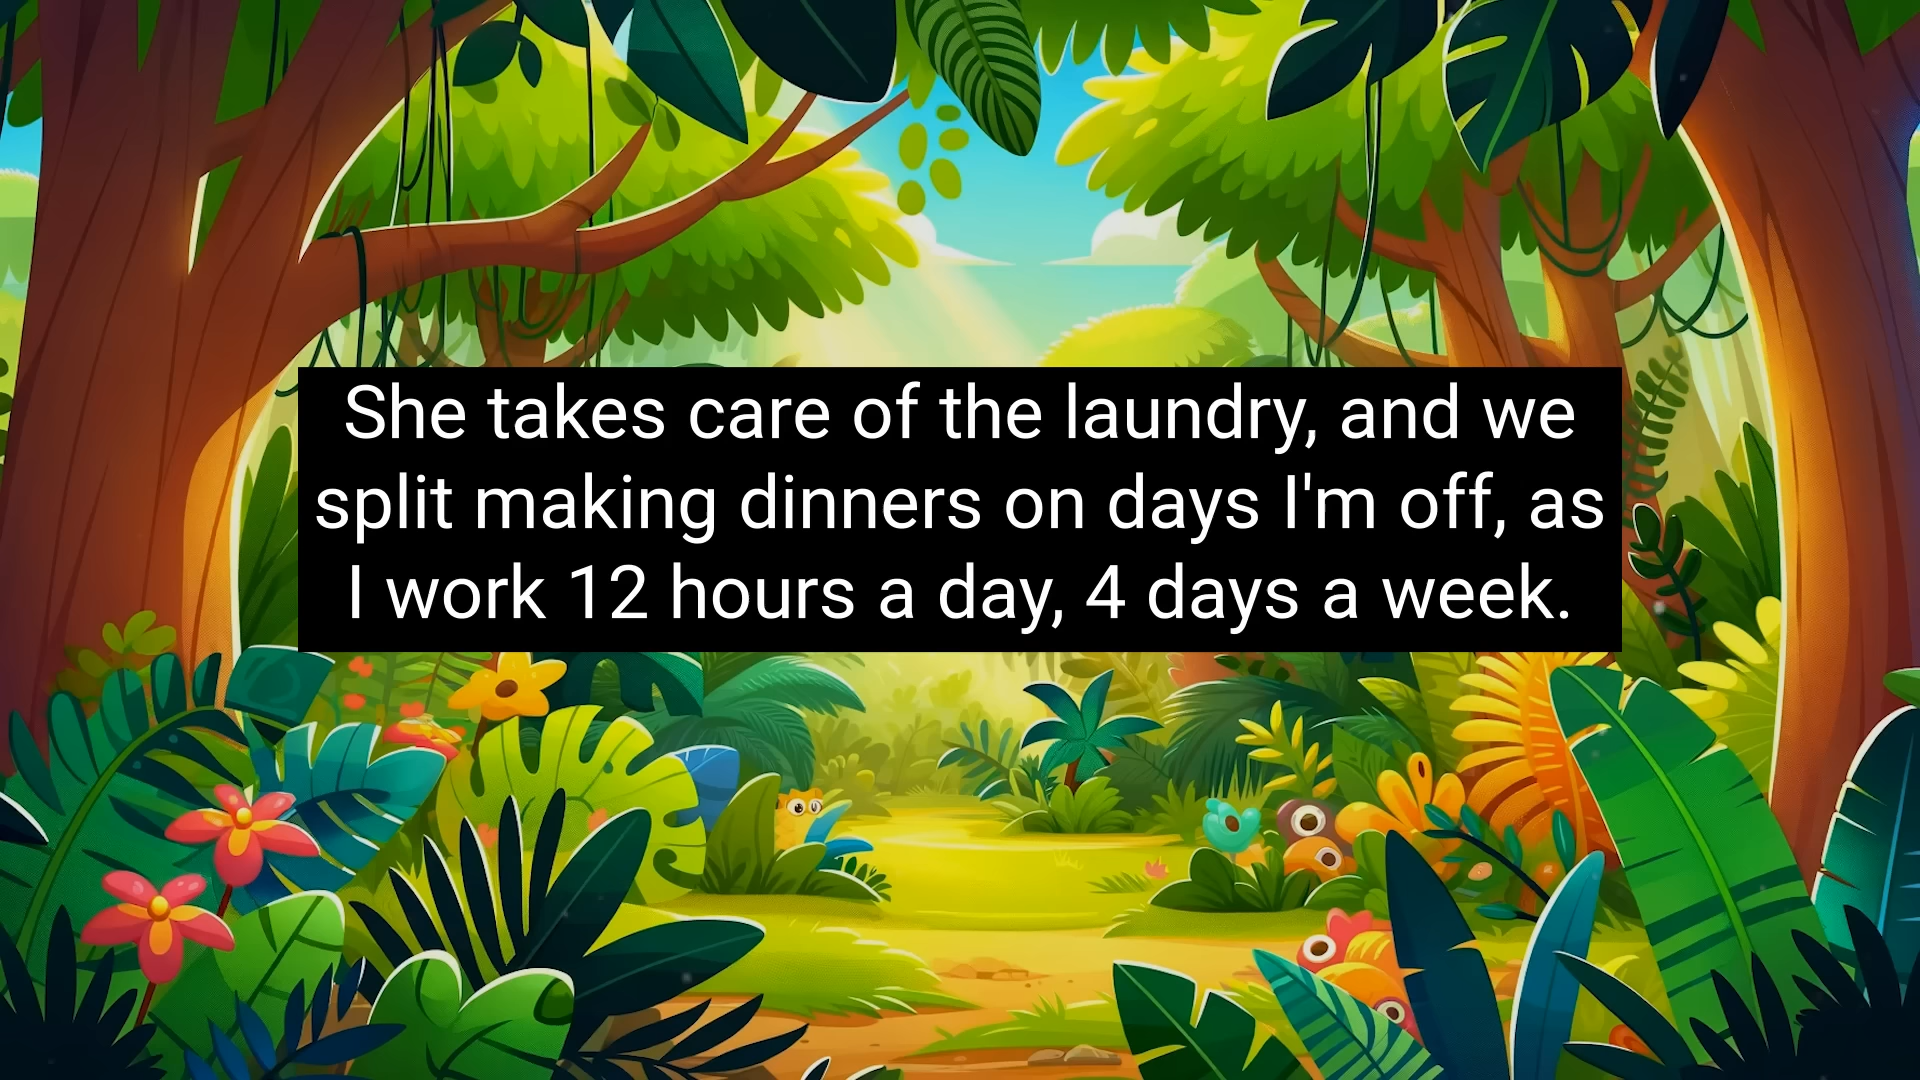 She takes care of the laundry, and we
split making dinners on days I'm off, as
I work 12 hours a day, 4 days a week.